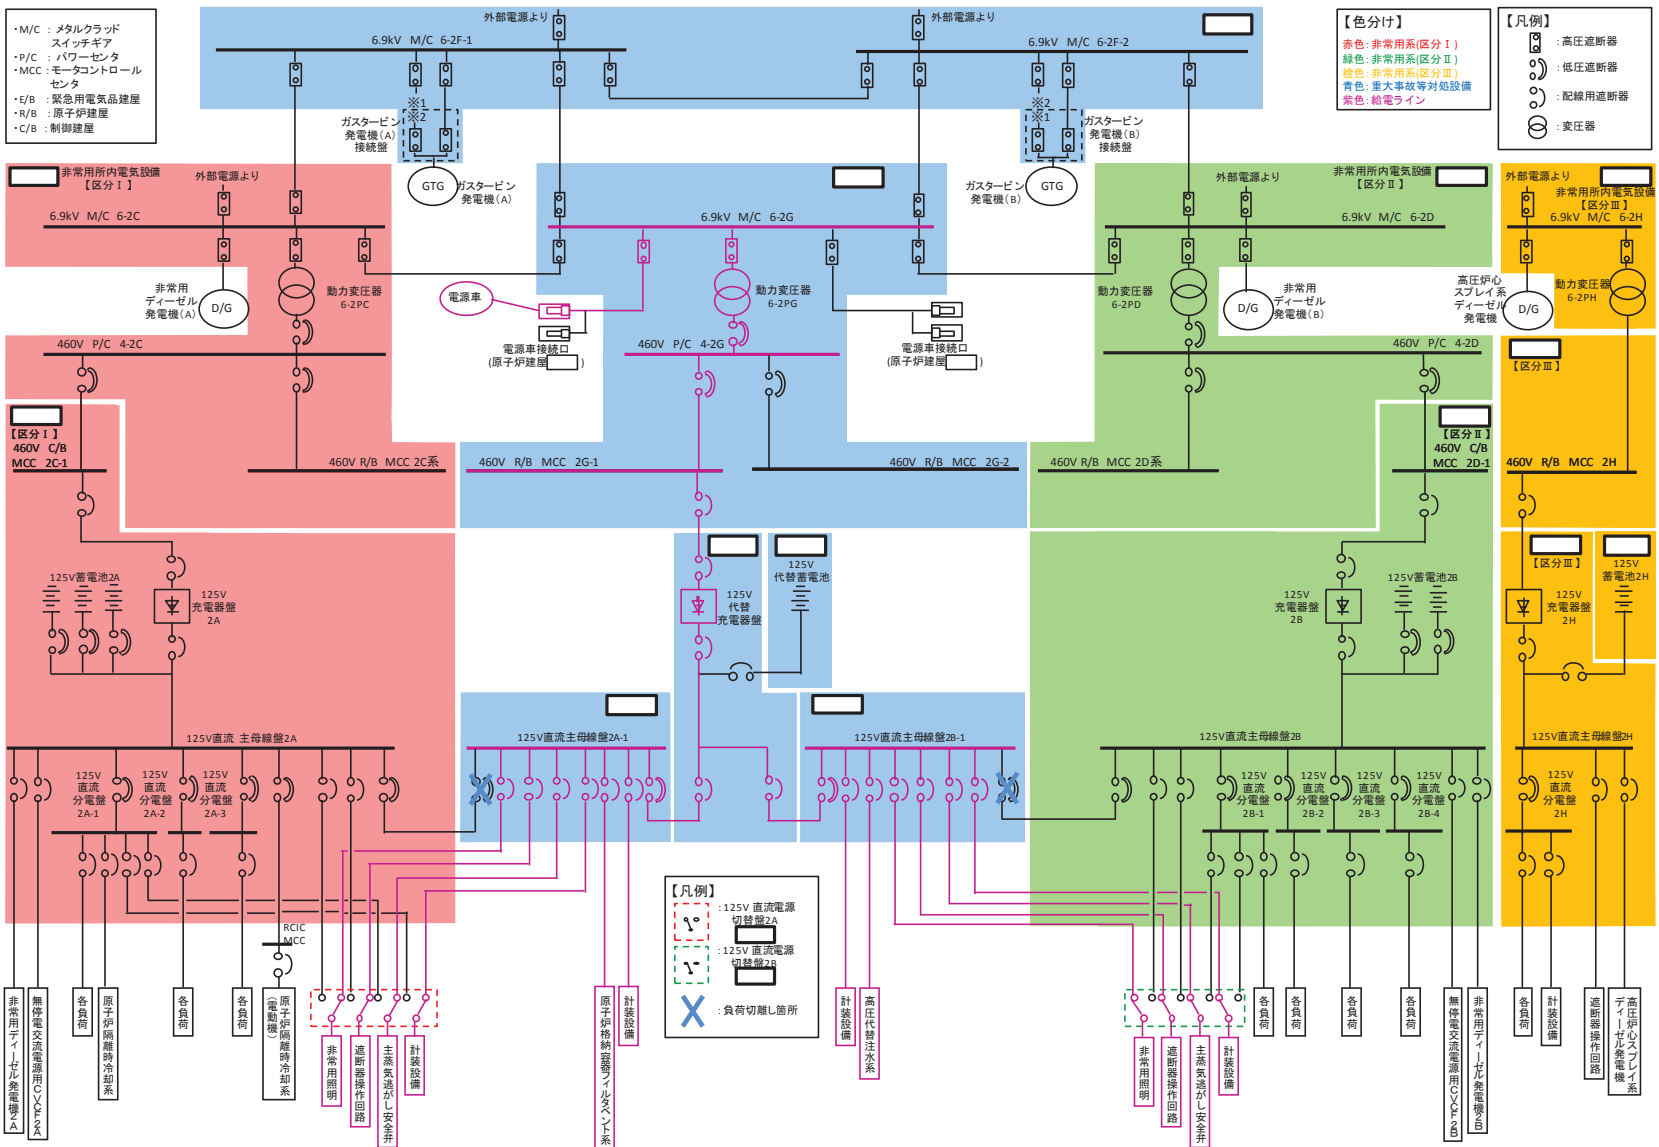 ・M/C : メタルクラッド
スイッチギア
・P/C : パワーセンタ
・MCC : モータコントロール
センタ
・E/B : 緊急用電気品建屋
・R/B : 原子炉建屋
・C/B : 制御建屋
外部電源より
外部電源より
6.9kV M/C 6-2F-1
6.9kV M/C 6-2F-2
【色分け】
赤色:非常用系(区分Ⅰ)
緑色:非常用系(区分Ⅱ)
橙色:非常用系(区分Ⅲ)
青色:重大事故等対処設備
紫色:給電ライン
【凡例】
:高圧遮断器
:低圧遮断器
:配線用遮断器
:変圧器
※1
※2
ガスタービン
発電機(A)
接続盤
GTG
ガスタービン
発電機(A)
※2
※1
ガスタービン
発電機(B)
接続盤
GTG
ガスタービン
発電機(B)
非常用所内電気設備
【区分Ⅰ】
外部電源より
6.9kV M/C 6-2C
非常用
ディーゼル
発電機(A)
D/G
動力変圧器
6-2PC
460V P/C 4-2C
6.9kV M/C 6-2G
電源車
動力変圧器
6-2PG
電源車接続口
(原子炉建屋 )
電源車接続口
(原子炉建屋 )
460V P/C 4-2G
非常用所内電気設備
【区分Ⅱ】
外部電源より
6.9kV M/C 6-2D
動力変圧器
6-2PD
D/G
非常用
ディーゼル
発電機(B)
460V P/C 4-2D
外部電源より
非常用所内電気設備
【区分Ⅲ】
6.9kV M/C 6-2H
高圧炉心
スプレイ系
ディーゼル
発電機
D/G
動力変圧器
6-2PH
【区分Ⅲ】
【区分Ⅰ】
460V C/B
MCC 2C-1
460V R/B MCC 2C系
460V R/B MCC 2G-1
460V R/B MCC 2G-2
460V R/B MCC 2D系
【区分Ⅱ】
460V C/B
MCC 2D-1
460V R/B MCC 2H
125V蓄電池2A
125V
充電器盤
2A
125V
代替
充電器盤
125V
代替蓄電池
125V
充電器盤
2B
125V蓄電池2B
【区分Ⅲ】
125V
充電器盤
2H
125V
蓄電池2H
125V直流 主母線盤2A
125V直流主母線盤2A-1
125V直流主母線盤2B-1
125V直流主母線盤2B
125V直流主母線盤2H
125V
直流
分電盤
2A-1
125V
直流
分電盤
2A-2
125V
直流
分電盤
2A-3
125V
直流
分電盤
2B-1
125V
直流
分電盤
2B-2
125V
直流
分電盤
2B-3
125V
直流
分電盤
2B-4
125V
直流
分電盤
2H
RCIC
MCC
【凡例】
:125V 直流電源
切替盤2A
:125V 直流電源
切替盤2B
:負荷切離し箇所
非常用ディーゼル発電機2A
無停電交流電源用CVCF2A
各負荷
原子炉隔離時冷却系
各負荷
各負荷
原子炉隔離時冷却系
(電動機)
非常用照明
遮断器操作回路
主蒸気逃がし安全弁
計装設備
原子炉格納容器フィルタベント系
計装設備
計装設備
高圧代替注水系
非常用照明
遮断器操作回路
主蒸気逃がし安全弁
計装設備
各負荷
各負荷
各負荷
各負荷
無停電交流電源用CVCF2B
非常用ディーゼル発電機2B
各負荷
計装設備
遮断器操作回路
高圧炉心スプレイ系
ディーゼル発電機